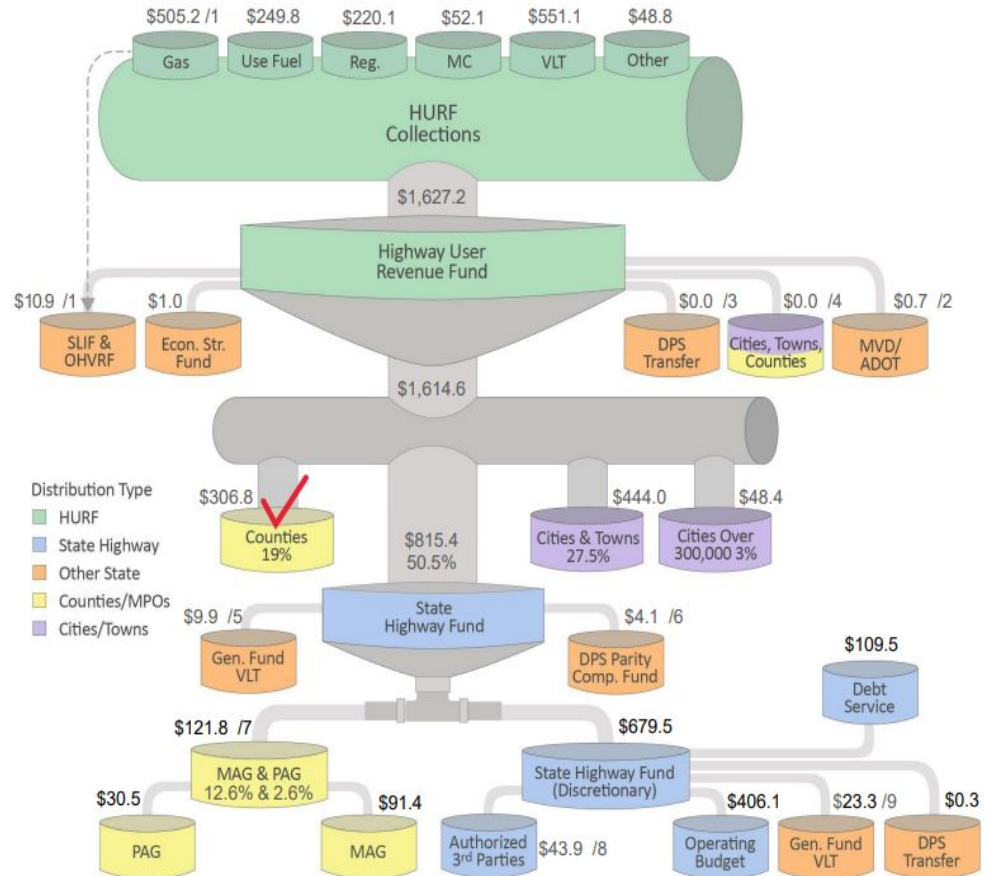 $505.2 /1
$249.8
$220.1
$52.1
$551.1
$48.8
Gas
Use Fuel
Reg.
MC
VLT
Other
HURF
Collections
$1,627.2
Highway User
Revenue Fund
$10.9 /1
$1.0
$0.0 /3
$0.0 /4
$0.7 /2
SLIF &
OHVRF
Econ. Str.
Fund
DPS
Transfer
Cities, Towns,
Counties
MVD/
ADOT
$1,614.6
Distribution Type
HURF
State Highway
Other State
Counties/MPOs
Cities/Towns
$306.8
Counties
19%
$815.4
50.5%
$444.0
Cities & Towns
27.5%
$48.4
Cities Over
300,000 3%
State
Highway Fund
$9.9 /5
Gen. Fund
VLT
$4.1 /6
DPS Parity
Comp. Fund
$109.5
Debt
Service
$121.8 /7
MAG & PAG
12.6% & 2.6%
$679.5
State Highway Fund
(Discretionary)
$30.5
PAG
$91.4
MAG
Authorized
3rd Parties
$43.9 /8
$406.1
Operating
Budget
$23.3 /9
Gen. Fund
VLT
$0.3
DPS
Transfer